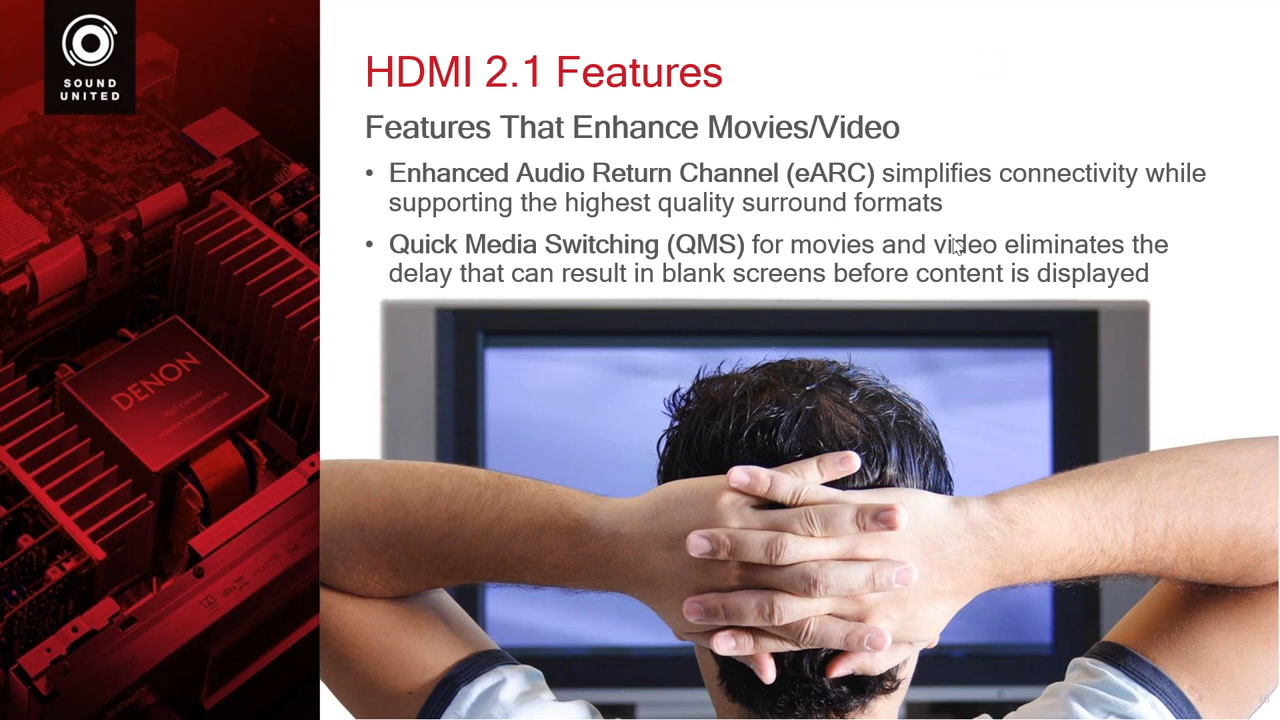 SOUND
UNITED
HDMI 2.1 Features
Features That Enhance Movies/Video
• Enhanced Audio Return Channel (eARC) simplifies connectivity while
supporting the highest quality surround formats
• Quick Media Switching (QMS) for movies and video eliminates the
delay that can result in blank screens before content is displayed
DENON